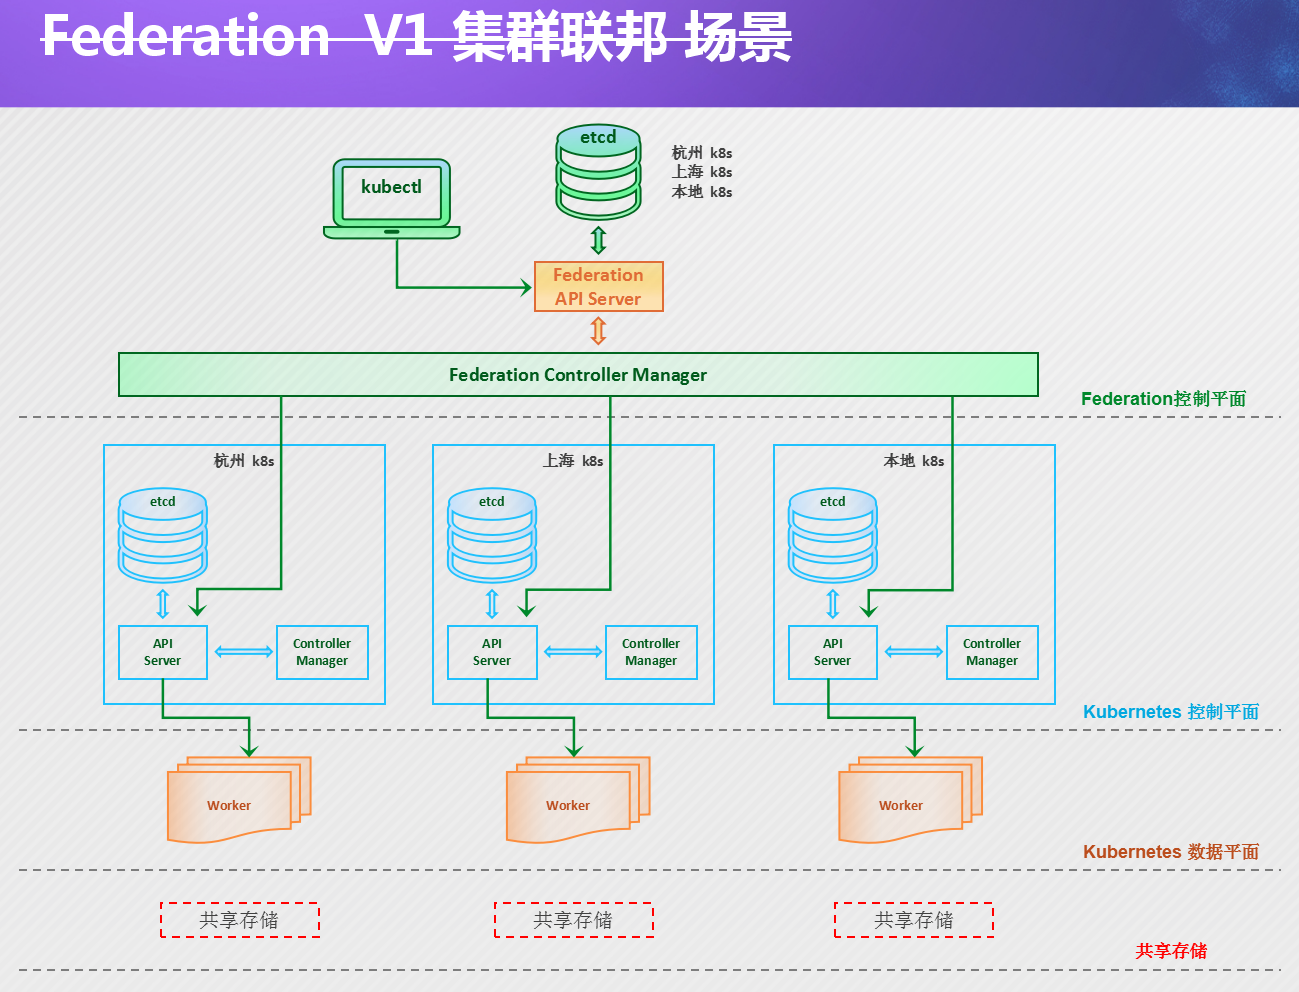 Federation V1 集群联邦 场景
etcd
杭州 k8s
上海 k8s
本地 k8s
kubectl
Federation
API Server
Federation Controller Manager
Federation控制平面
杭州 k8s
上海 k8s
本地 k8s
etcd
etcd
etcd
API
Server
Controller
Manager
API
Server
Controller
Manager
API
Server
Controller
Manager
Kubernetes 控制平面
Worker
Worker
Worker
Kubernetes 数据平面
共享存储
共享存储
共享存储
共享存储